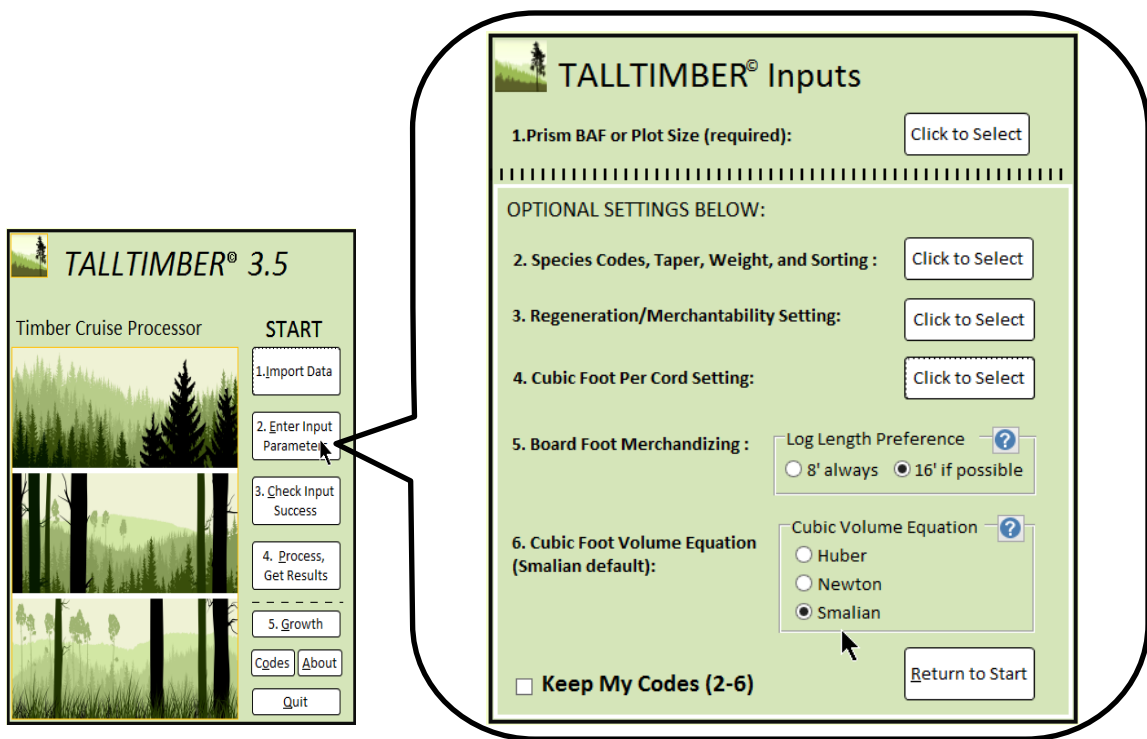 TALLTIMBER© 3.5
Timber Cruise Processor
START
1.Import Data
2. Enter Input
Parameters
3. Check Input
Success
4. Process,
Get Results
5. Growth
Codes
About
Quit
TALLTIMBER© Inputs
1.Prism BAF or Plot Size (required):
Click to Select
OPTIONAL SETTINGS BELOW:
2. Species Codes, Taper, Weight, and Sorting :
Click to Select
3. Regeneration/Merchantability Setting:
Click to Select
4. Cubic Foot Per Cord Setting:
Click to Select
5. Board Foot Merchandizing :
Log Length Preference
?
8' always
16' if possible
6. Cubic Foot Volume Equation
(Smalian default):
Cubic Volume Equation
?
Huber
Newton
Smalian
Keep My Codes (2-6)
Return to Start